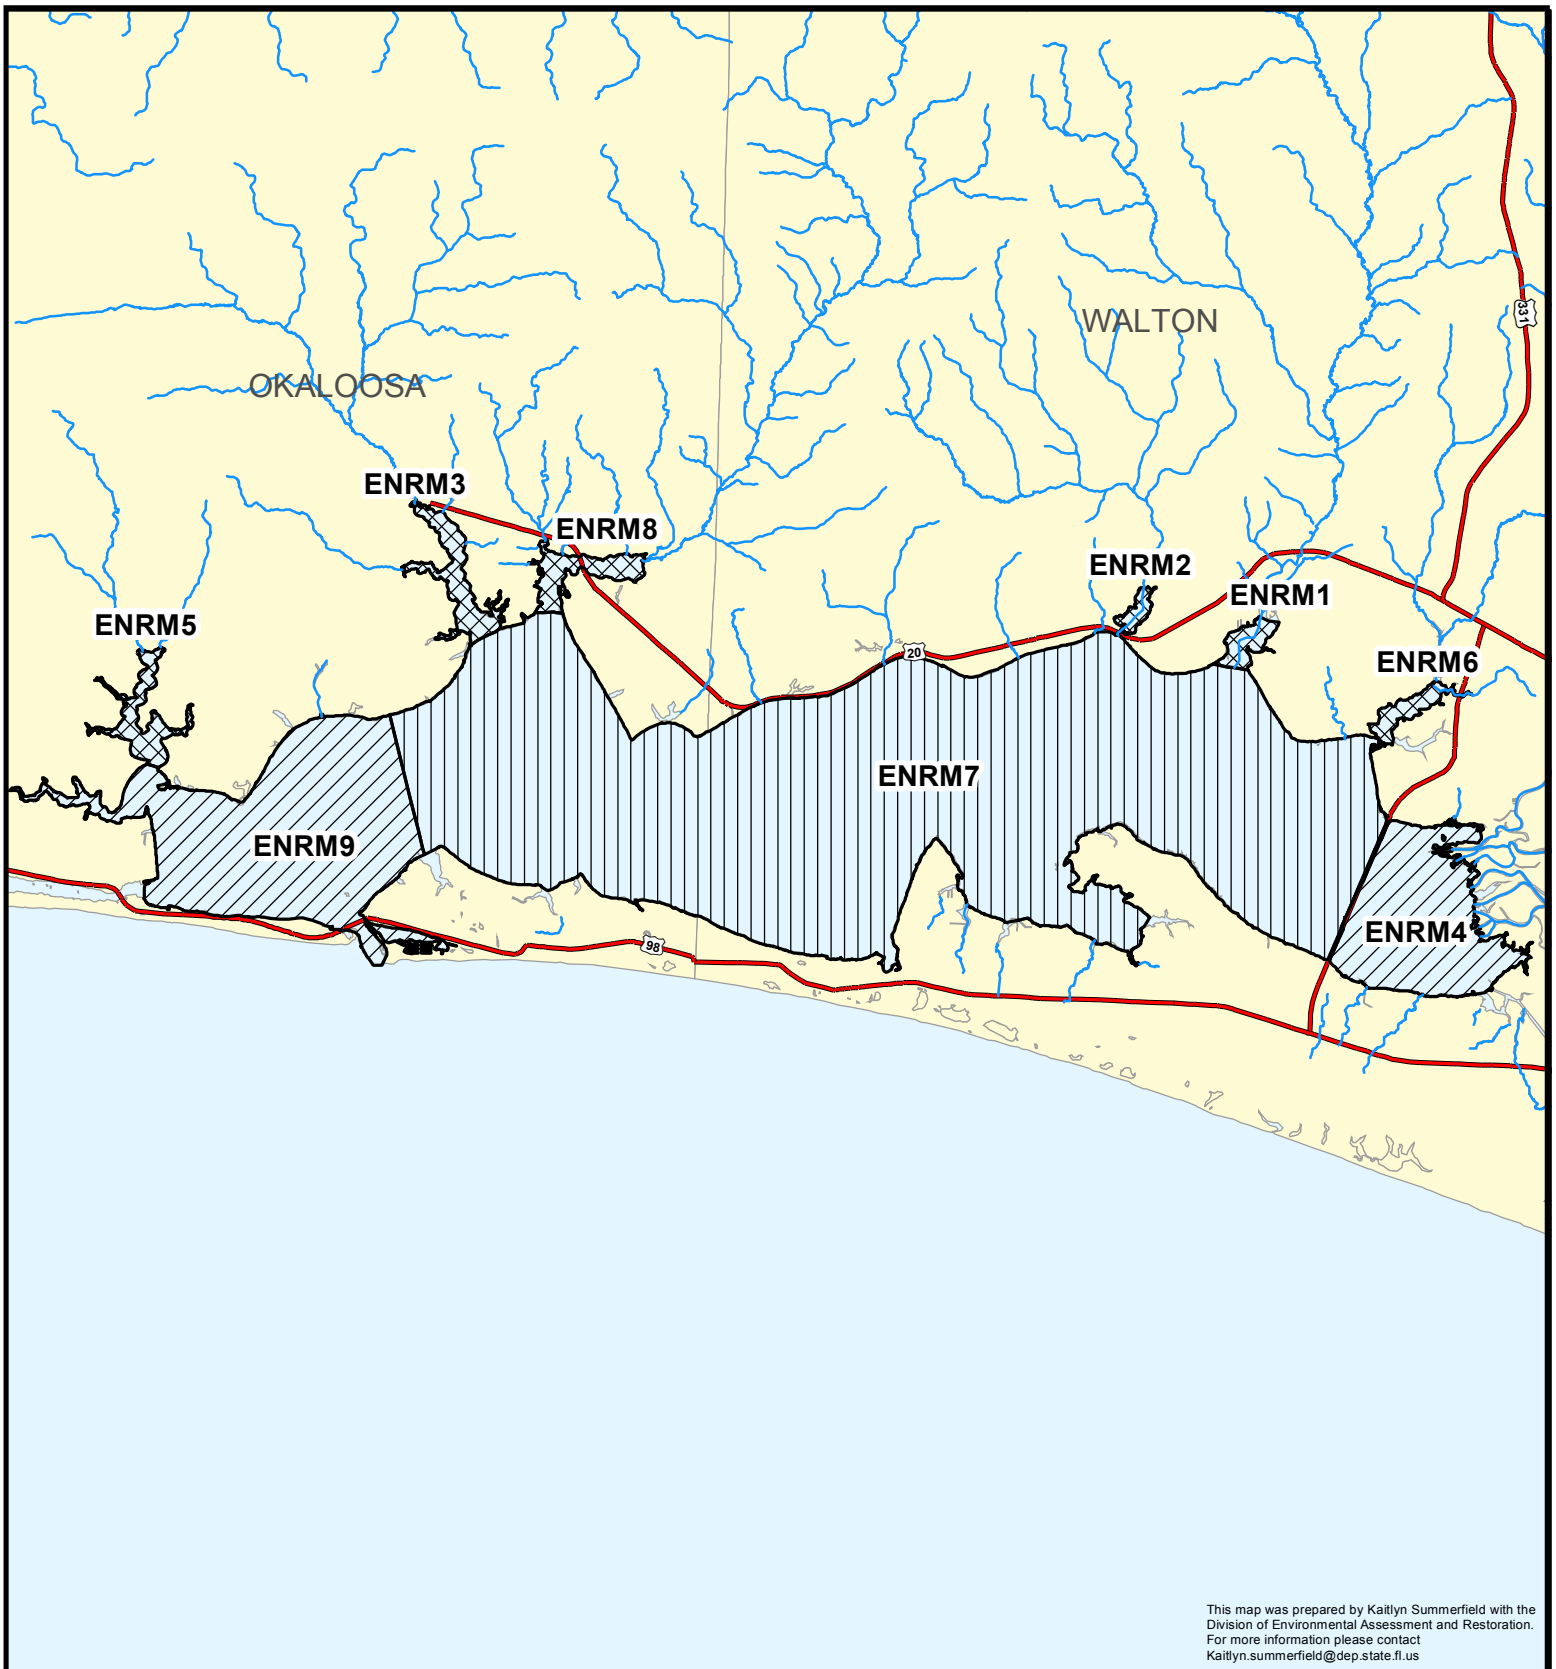 331
WALTON
OKALOOSA
ENRM3
ENRM8
ENRM2
ENRM1
ENRM5
20
ENRM6
ENRM7
ENRM9
ENRM4
98
This map was prepared by Kaitlyn Summerfield with the
Division of Environmental Assessment and Restoration.
For more information please contact
Kaitlyn.summerfield@dep.state.fl.us